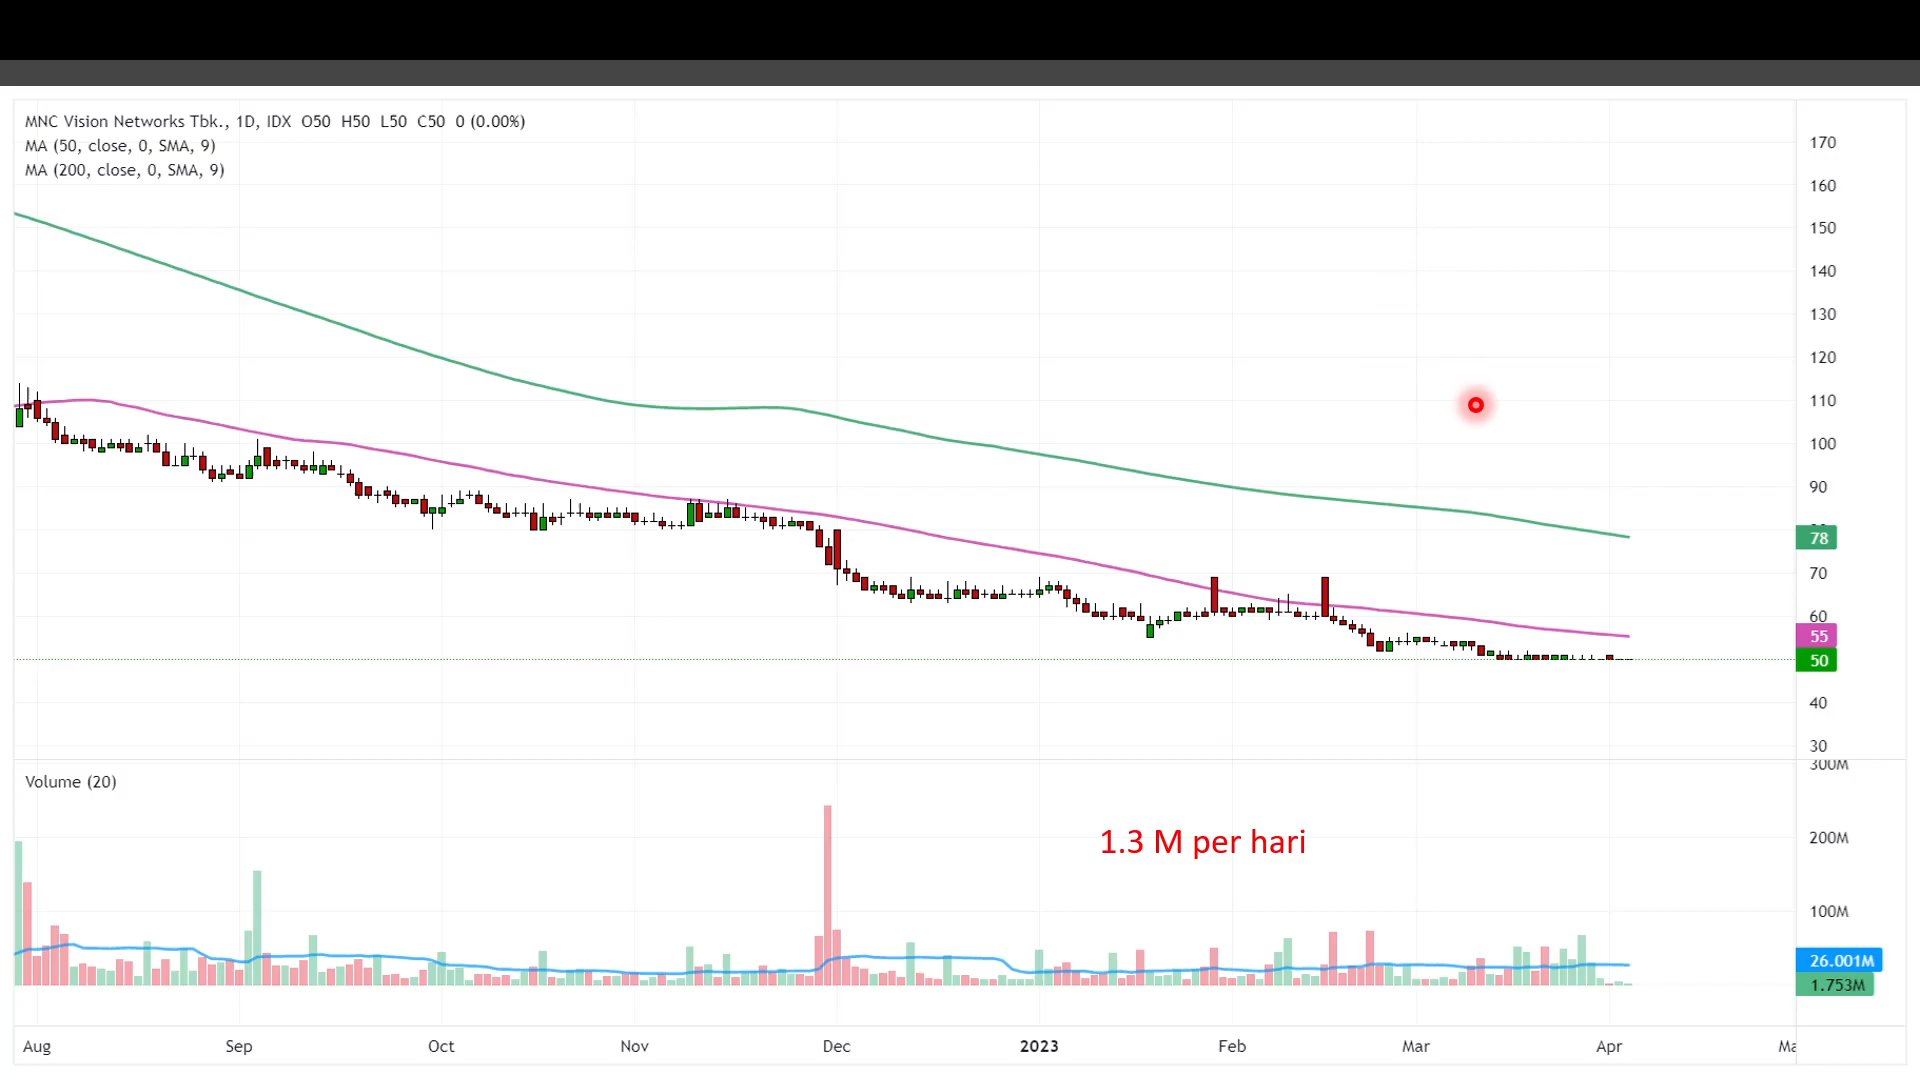 MNC Vision Networks Tbk., 1D, IDX O50 H50 L50 C50 0 (0.00%)
MA (50, close, 0, SMA, 9)
MA (200, close, 0, SMA, 9)
170
160
150
140
130
120
110
100
90
78
70
60
55
50
40
30
300M
Volume (20)
1.3 M per hari
200M
100M
26.001M
1.753M
Aug Sep Oct Nov Dec 2023 Feb Mar Apr